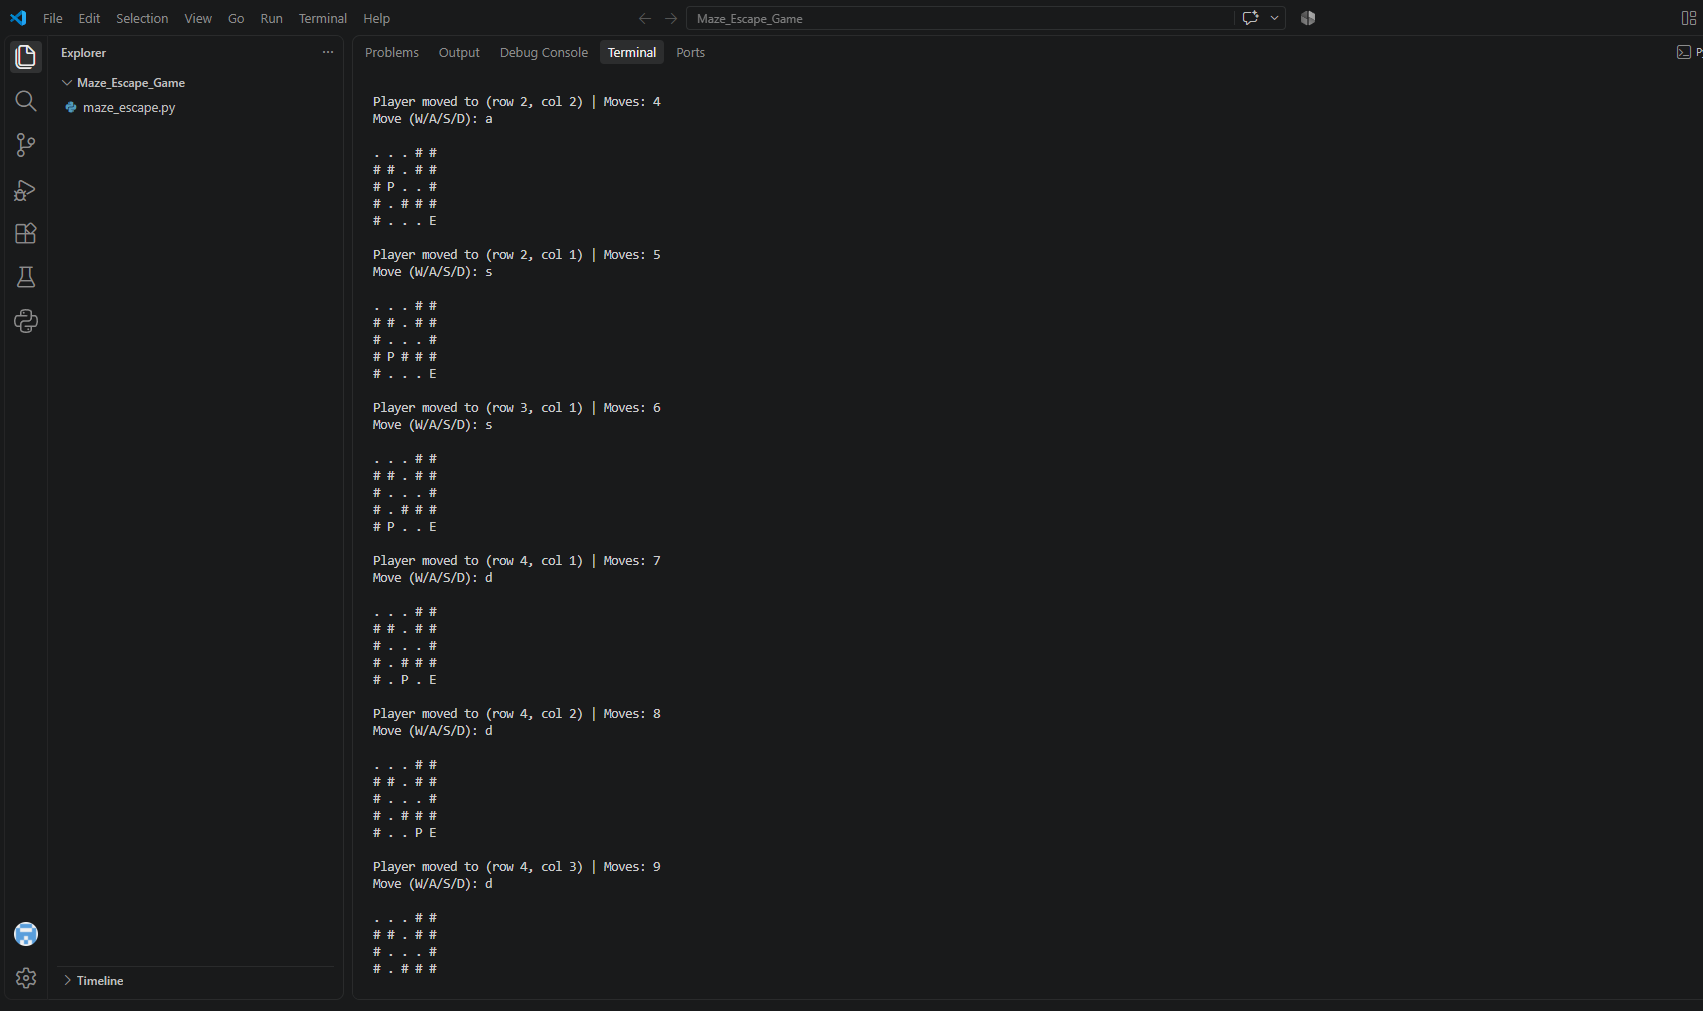 File Edit Selection View Go Run Terminal Help
Maze_Escape_Game
Explorer
Maze_Escape_Game
maze_escape.py
Timeline
Problems Output Debug Console Terminal Ports
Player moved to (row 2, col 2) | Moves: 4
Move (W/A/S/D): a
. . . # #
# # . # #
# P . . #
# . # # #
# . . . E
Player moved to (row 2, col 1) | Moves: 5
Move (W/A/S/D): s
. . . # #
# # . # #
# . . . #
# P # # #
# . . . E
Player moved to (row 3, col 1) | Moves: 6
Move (W/A/S/D): s
. . . # #
# # . # #
# . . . #
# . # # #
# P . . E
Player moved to (row 4, col 1) | Moves: 7
Move (W/A/S/D): d
. . . # #
# # . # #
# . . . #
# . # # #
# . P . E
Player moved to (row 4, col 2) | Moves: 8
Move (W/A/S/D): d
. . . # #
# # . # #
# . . . #
# . # # #
# . . P E
Player moved to (row 4, col 3) | Moves: 9
Move (W/A/S/D): d
. . . # #
# # . # #
# . . . #
# . # # #